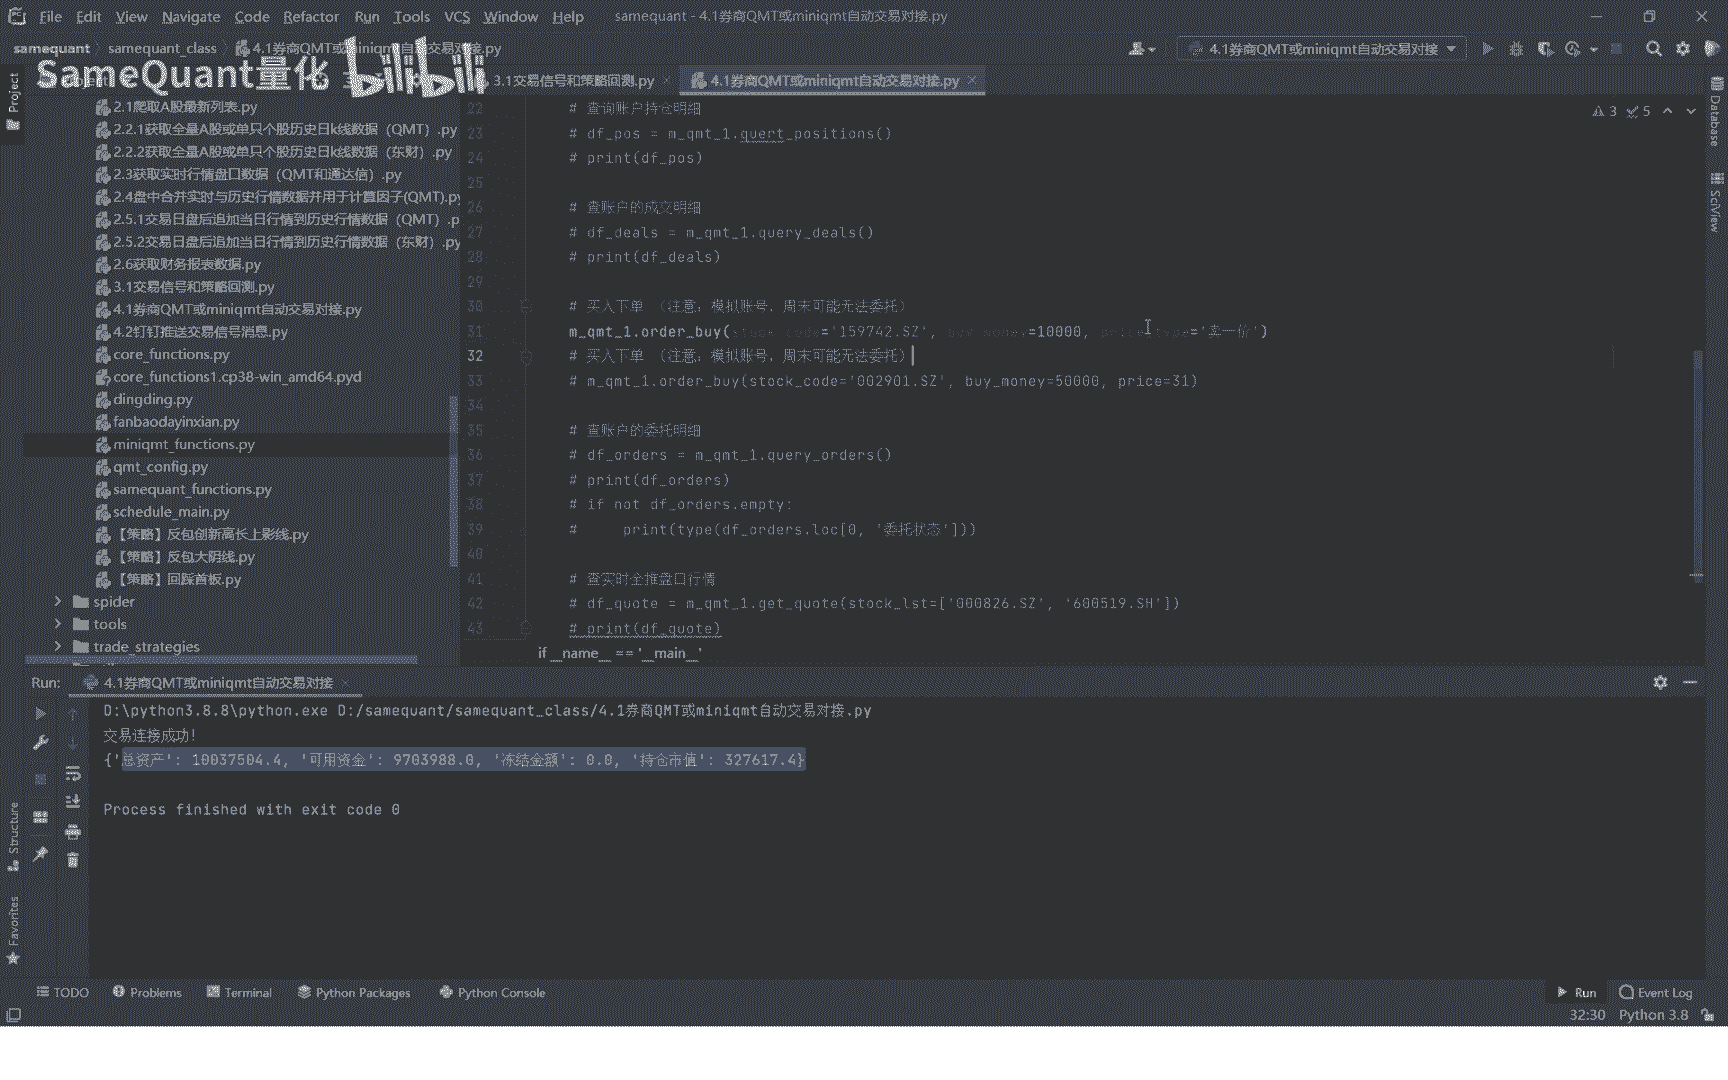 File Edit View Navigate Code Refactor Run Tools VCS Window Help samequant - 4.1券商QMT或miniqmt自动交易对接.py
samequant samequant_class 4.1券商QMT或miniqmt自动交易对接.py 4.1券商QMT或miniqmt自动交易对接
SameQuant量化 bilibili
3.1交易信号和策略回测.py 4.1券商QMT或miniqmt自动交易对接.py
Project
2.1爬取A股最新列表.py
2.2.1获取全量A股或单只个股历史日k线数据（QMT）.py
2.2.2获取全量A股或单只个股历史日k线数据（东财）.py
2.3获取实时行情盘口数据（QMT和通达信）.py
2.4盘中合并实时与历史行情数据并用于计算因子(QMT).py
2.5.1交易日盘后追加当日行情到历史行情数据（QMT）.p
2.5.2交易日盘后追加当日行情到历史行情数据（东财）.py
2.6获取财务报表数据.py
3.1交易信号和策略回测.py
4.1券商QMT或miniqmt自动交易对接.py
4.2钉钉推送交易信号消息.py
core_functions.py
core_functions1.cp38-win_amd64.pyd
dingding.py
fanbaodayinxian.py
miniqmt_functions.py
qmt_config.py
samequant_functions.py
schedule_main.py
【策略】反包创新高长上影线.py
【策略】反包大阴线.py
【策略】回踩首板.py
spider
tools
trade_strategies
22 # 查询账户持仓明细
23 # df_pos = m_qmt_1.quert_positions()
24 # print(df_pos)
25
26 # 查账户的成交明细
27 # df_deals = m_qmt_1.query_deals()
28 # print(df_deals)
29
30 # 买入下单 （注意：模拟账号，周末可能无法委托）
31 m_qmt_1.order_buy(stock_code='159742.SZ', buy_money=10000, price_type='卖一价')
32 # 买入下单 （注意：模拟账号，周末可能无法委托）
33 # m_qmt_1.order_buy(stock_code='002901.SZ', buy_money=50000, price=31)
34
35 # 查账户的委托明细
36 # df_orders = m_qmt_1.query_orders()
37 # print(df_orders)
38 # if not df_orders.empty:
39 #     print(type(df_orders.loc[0, '委托状态']))
40
41 # 查实时全推盘口行情
42 # df_quote = m_qmt_1.get_quote(stock_lst=['000826.SZ', '600519.SH'])
43 # print(df_quote)
if __name__ == '__main__'
3 5
Database
SciView
Run: 4.1券商QMT或miniqmt自动交易对接
D:\python3.8.8\python.exe D:/samequant/samequant_class/4.1券商QMT或miniqmt自动交易对接.py
交易连接成功!
{'总资产': 10037504.4, '可用资金': 9703988.0, '冻结金额': 0.0, '持仓市值': 327617.4}
Process finished with exit code 0
Structure
Favorites
TODO Problems Terminal Python Packages Python Console Run Event Log
32:30 Python 3.8